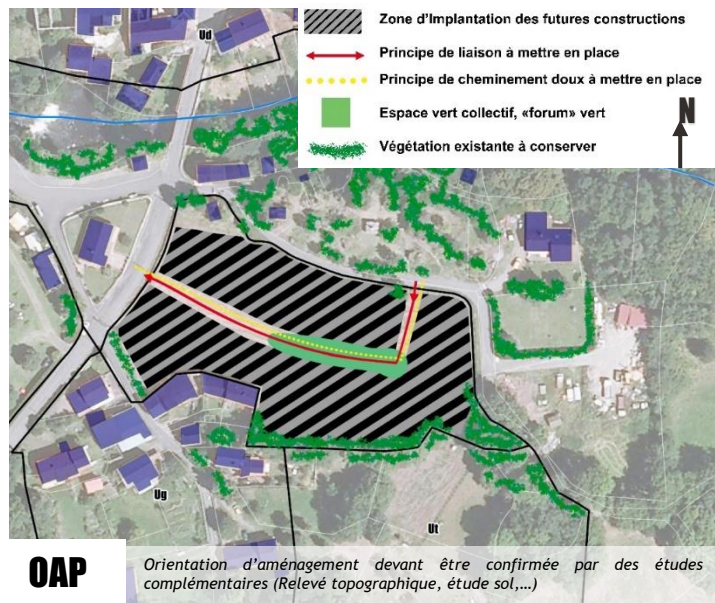 Zone d'Implantation des futures constructions
Principe de liaison à mettre en place
Principe de cheminement doux à mettre en place
Espace vert collectif, «forum» vert
Végétation existante à conserver
N
Ud
Ug
Ut
OAP
Orientation d'aménagement devant être confirmée par des études
complémentaires (Relevé topographique, étude sol,…)